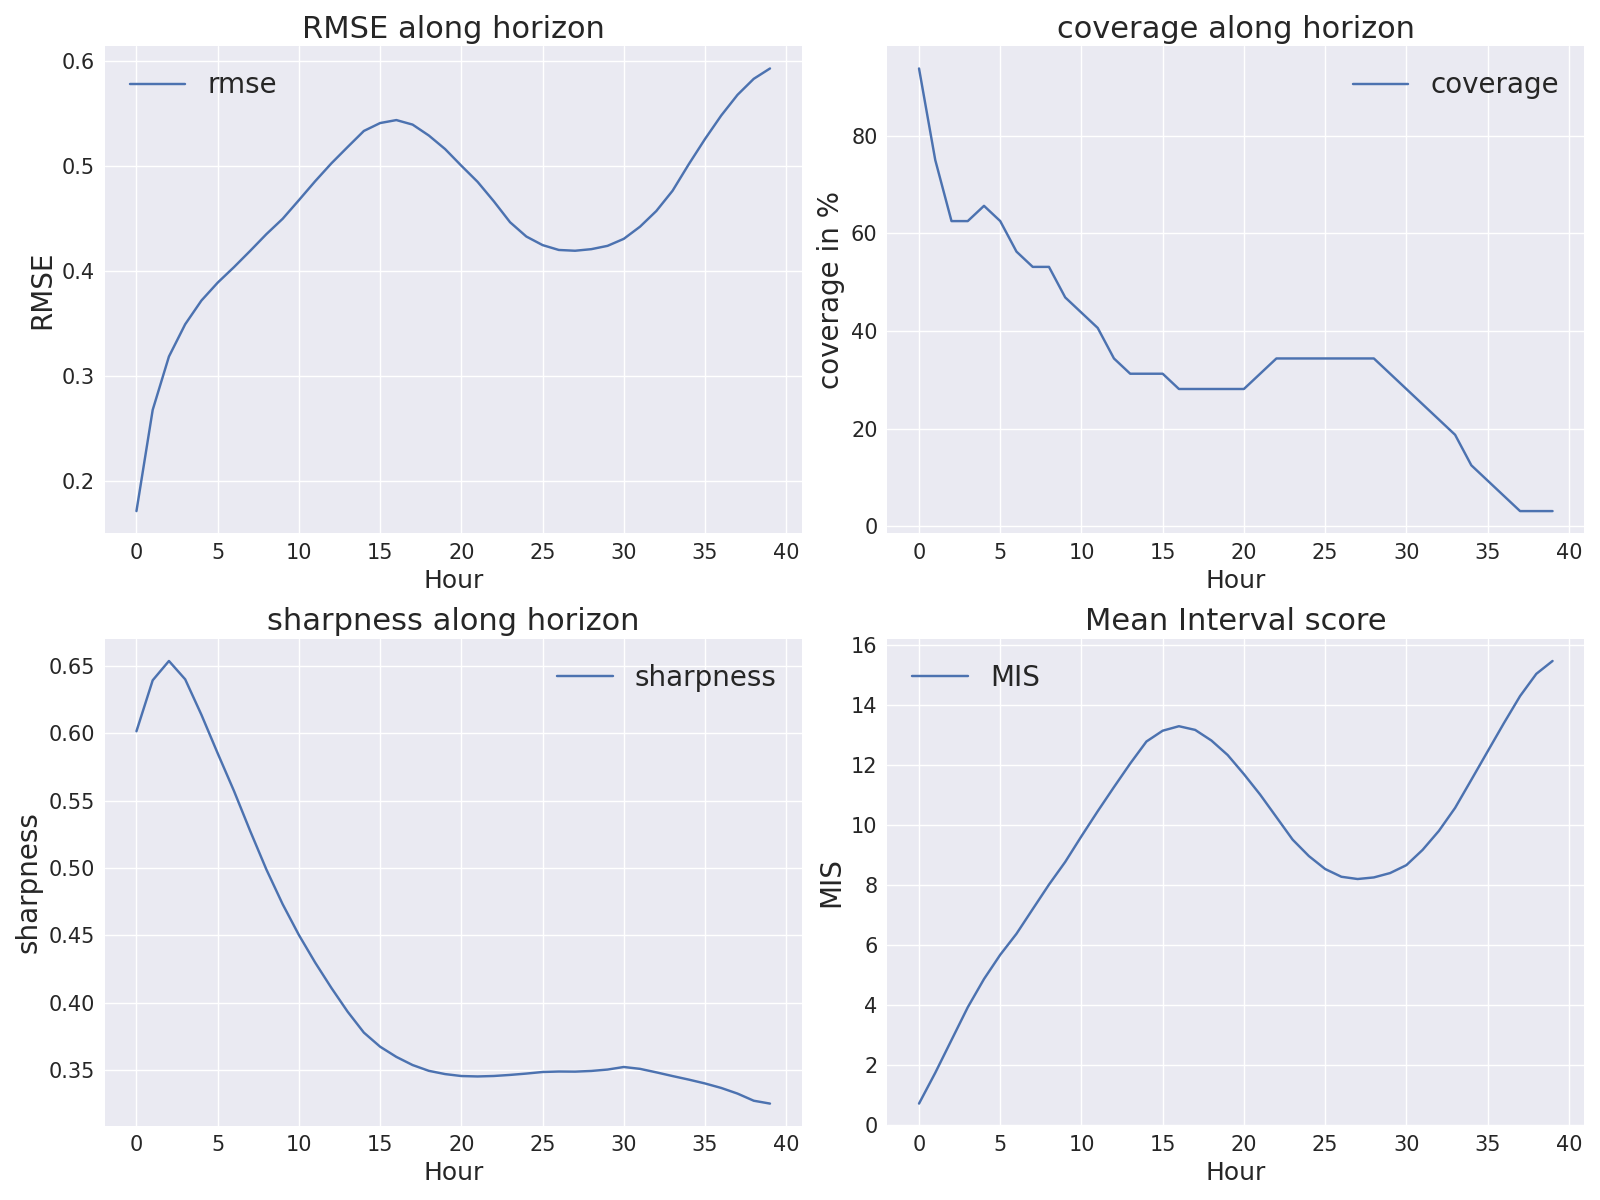 RMSE along horizon
rmse
RMSE
0.6
0.5
0.4
0.3
0.2
0 5 10 15 20 25 30 35 40
Hour
coverage along horizon
coverage
coverage in %
80
60
40
20
0
0 5 10 15 20 25 30 35 40
Hour
sharpness along horizon
sharpness
sharpness
0.65
0.60
0.55
0.50
0.45
0.40
0.35
0 5 10 15 20 25 30 35 40
Hour
Mean Interval score
MIS
MIS
16
14
12
10
8
6
4
2
0
0 5 10 15 20 25 30 35 40
Hour